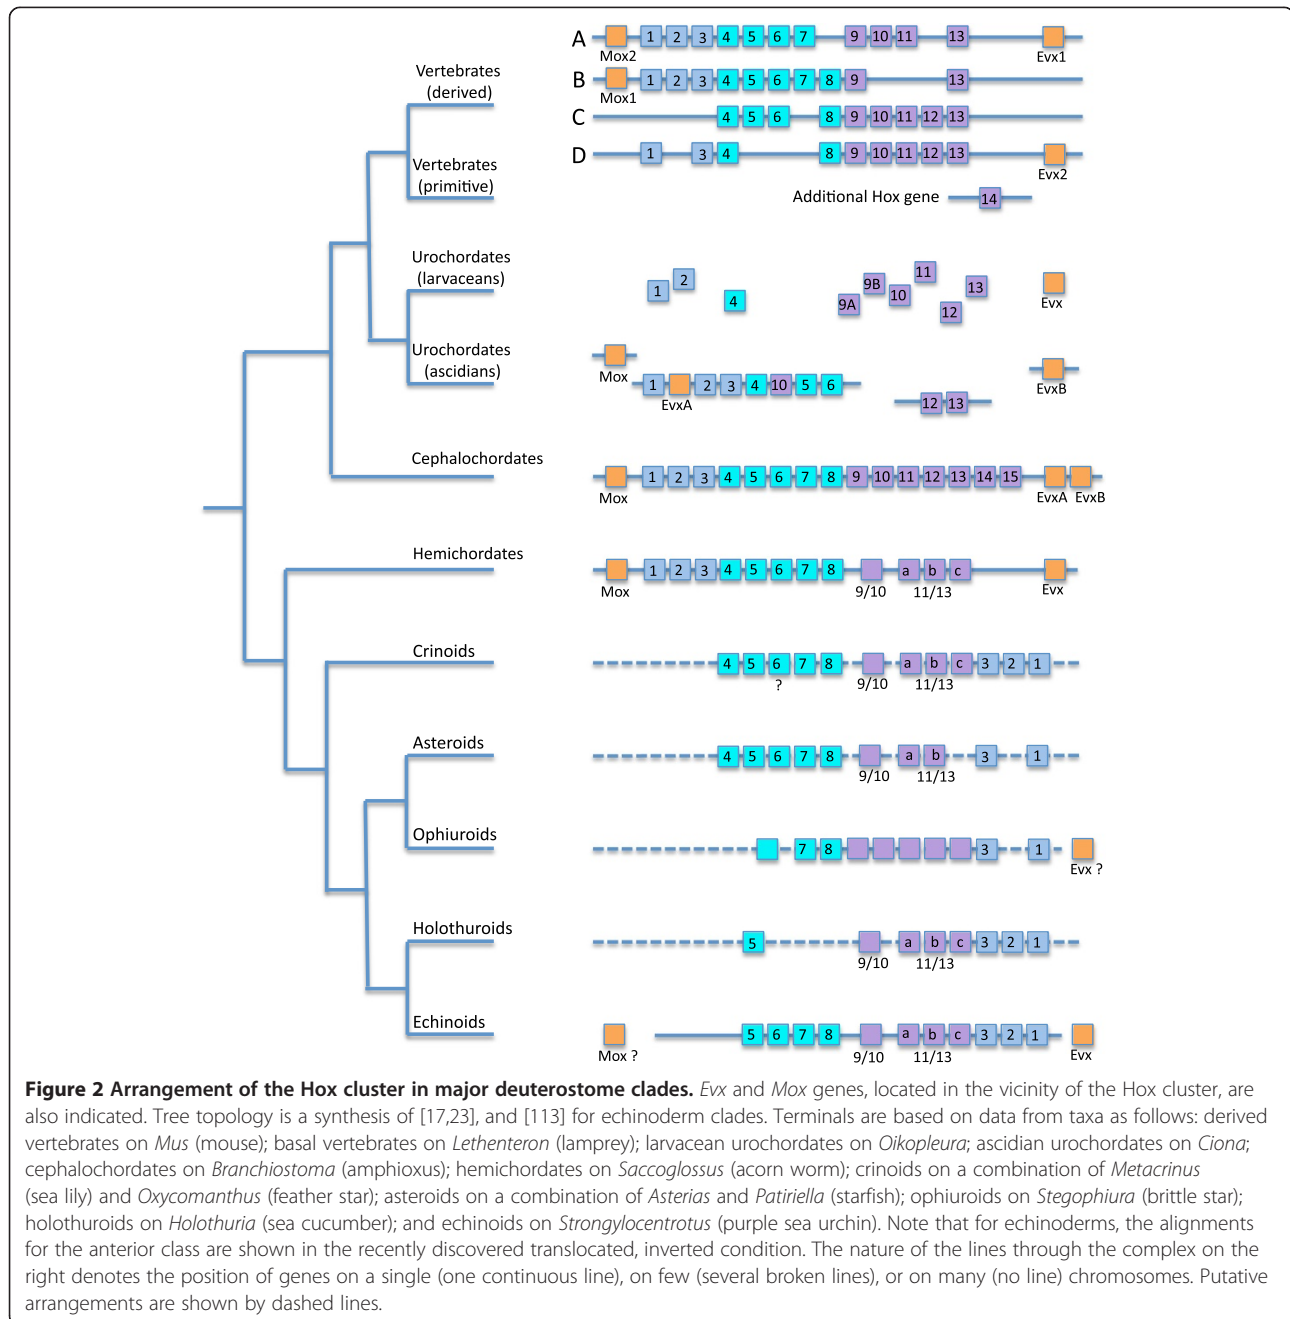 A 1 2 3 4 5 6 7 9 10 11 13
Mox2 Evx1
Vertebrates
(derived)
B 1 2 3 4 5 6 7 8 9 13
Mox1
C 4 5 6 8 9 10 11 12 13
D 1 3 4 8 9 10 11 12 13
Vertebrates
(primitive)
Evx2
Additional Hox gene 14
Urochordates
(larvaceans)
1 2 4 9A 9B 10 11 12 13
Evx
Urochordates
(ascidians)
Mox
1 2 3 4 10 5 6
EvxA
12 13
EvxB
Cephalochordates
1 2 3 4 5 6 7 8 9 10 11 12 13 14 15
Mox EvxA EvxB
Hemichordates
1 2 3 4 5 6 7 8 a b c
Mox 9/10 11/13 Evx
Crinoids
4 5 6 7 8 a b c 3 2 1
? 9/10 11/13
Asteroids
4 5 6 7 8 a b 3 1
9/10 11/13
Ophiuroids
7 8 3 1
Evx ?
Holothuroids
5 a b c 3 2 1
9/10 11/13
Echinoids
5 6 7 8 a b c 3 2 1
Mox ? 9/10 11/13 Evx
Figure 2 Arrangement of the Hox cluster in major deuterostome clades. Evx and Mox genes, located in the vicinity of the Hox cluster, are
also indicated. Tree topology is a synthesis of [17,23], and [113] for echinoderm clades. Terminals are based on data from taxa as follows: derived
vertebrates on Mus (mouse); basal vertebrates on Lethenteron (lamprey); larvacean urochordates on Oikopleura; ascidian urochordates on Ciona;
cephalochordates on Branchiostoma (amphioxus); hemichordates on Saccoglossus (acorn worm); crinoids on a combination of Metacrinus
(sea lily) and Oxycomanthus (feather star); asteroids on a combination of Asterias and Patiriella (starfish); ophiuroids on Stegophiura (brittle star);
holothuroids on Holothuria (sea cucumber); and echinoids on Strongylocentrotus (purple sea urchin). Note that for echinoderms, the alignments
for the anterior class are shown in the recently discovered translocated, inverted condition. The nature of the lines through the complex on the
right denotes the position of genes on a single (one continuous line), on few (several broken lines), or on many (no line) chromosomes. Putative
arrangements are shown by dashed lines.